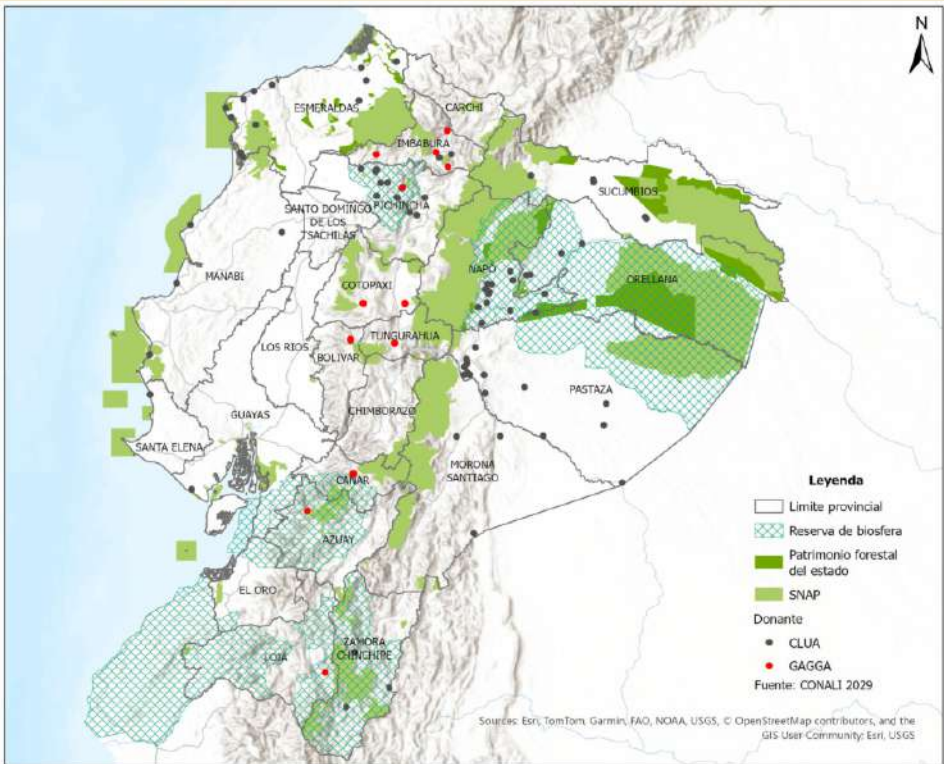 N
ESMERALDAS
CARCHI
IMBABURA
SUCUMBIOS
PICHINCHA
SANTO DOMINGO
DE LOS
TSACHILAS
NAPO
MANABI
COTOPAXI
ORELLANA
TUNGURAHUA
LOS RIOS
BOLIVAR
PASTAZA
CHIMBORAZO
GUAYAS
SANTA ELENA
MORONA
SANTIAGO
CAÑAR
AZUAY
EL ORO
ZAMORA
CHINCHIPE
LOJA
Leyenda
Limite provincial
Reserva de biosfera
Patrimonio forestal
del estado
SNAP
Donante
CLUA
GAGGA
Fuente: CONALI 2029
Sources: Esri, TomTom, Garmin, FAO, NOAA, USGS, © OpenStreetMap contributors, and the
GIS User Community; Esri, USGS